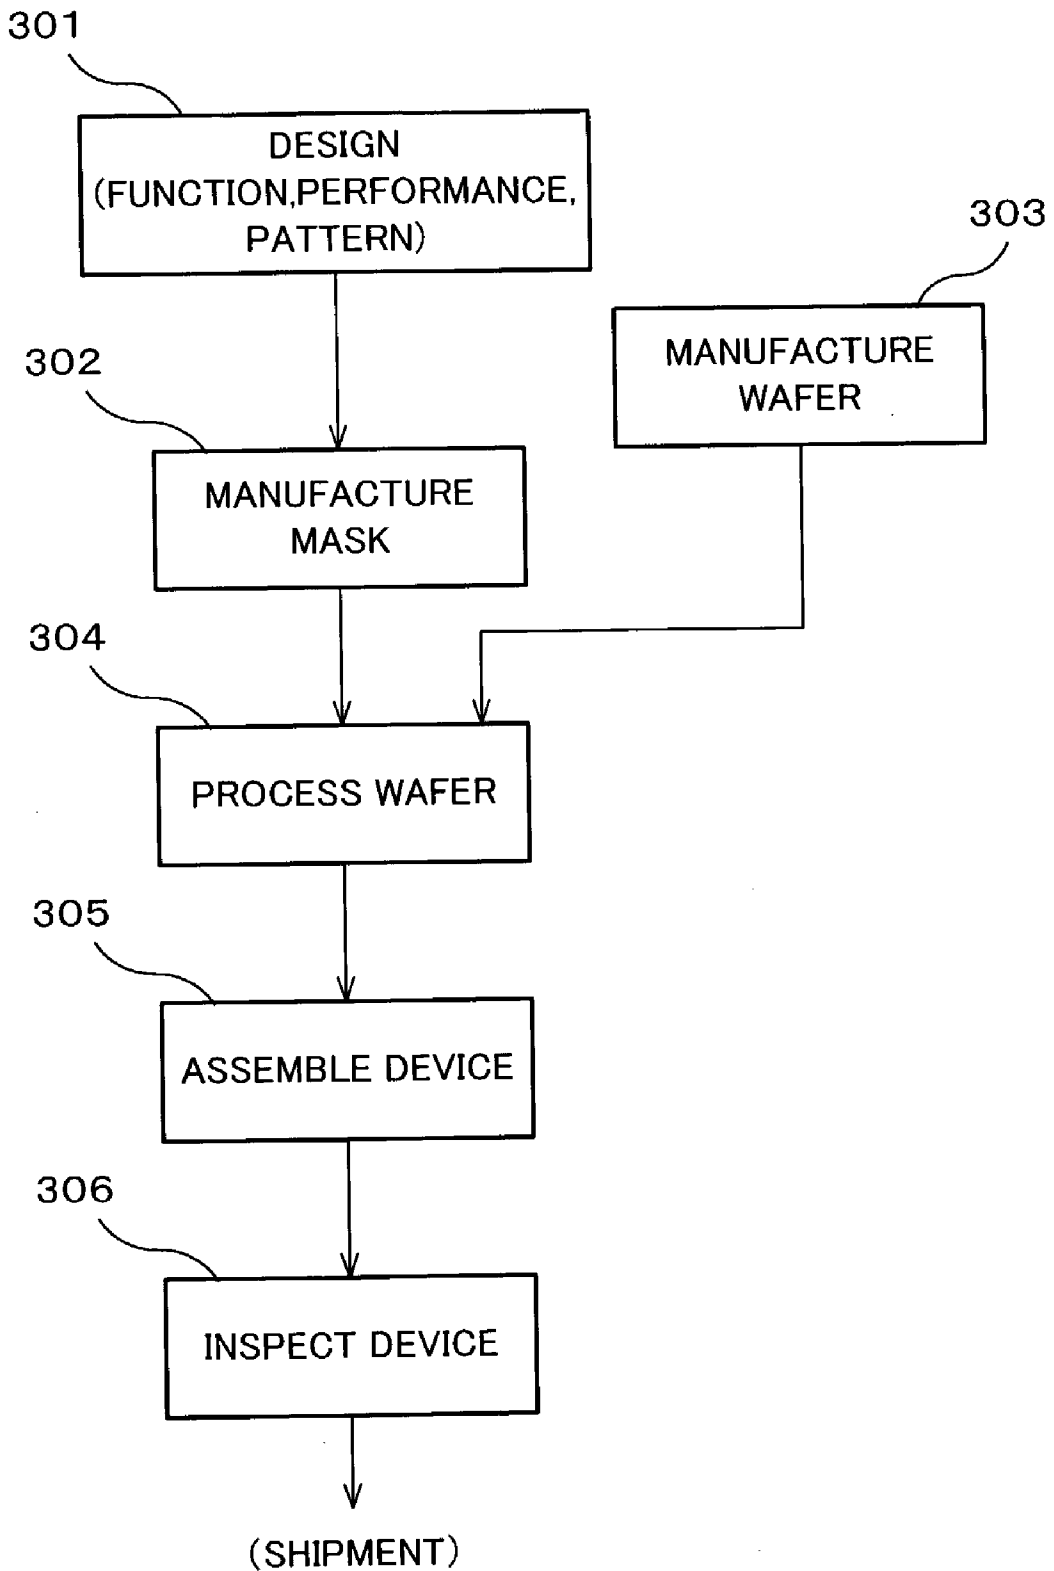 301
DESIGN
(FUNCTION,PERFORMANCE,
PATTERN)
303
MANUFACTURE
WAFER
302
MANUFACTURE
MASK
304
PROCESS WAFER
305
ASSEMBLE DEVICE
306
INSPECT DEVICE
(SHIPMENT)